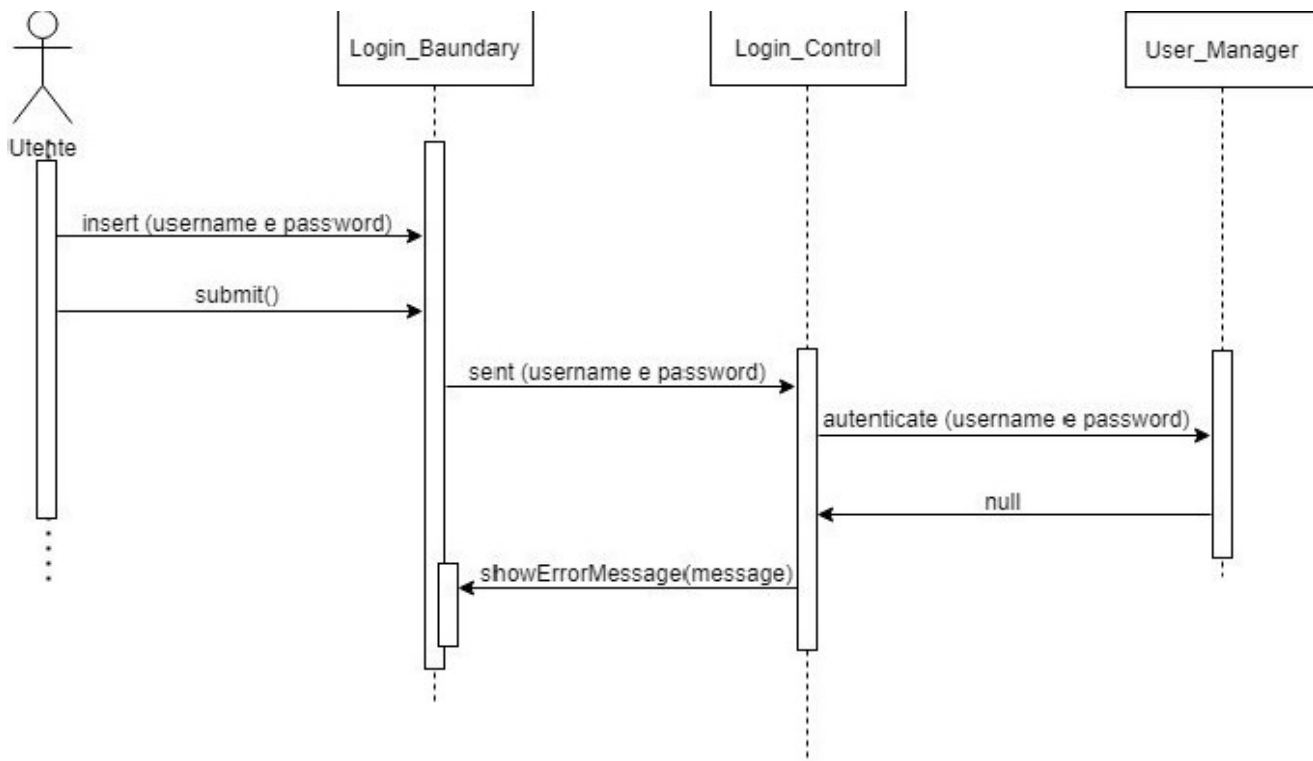 Login_Baundary
Login_Control
User_Manager
Utente
insert (username e password)
submit()
sent (username e password)
autenticate (username e password)
null
showErrorMessage(message)